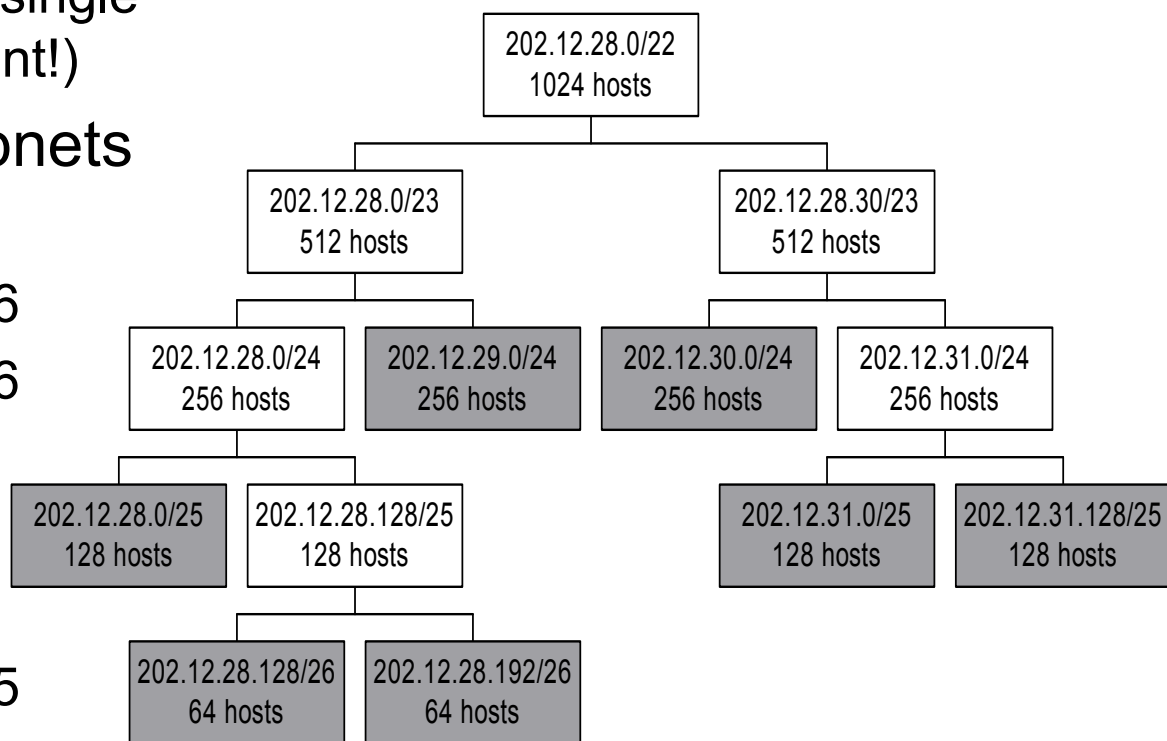 single
nt!)
nets
6
6
5
202.12.28.0/22
1024 hosts
202.12.28.0/23
512 hosts
202.12.28.30/23
512 hosts
202.12.28.0/24
256 hosts
202.12.29.0/24
256 hosts
202.12.30.0/24
256 hosts
202.12.31.0/24
256 hosts
202.12.28.0/25
128 hosts
202.12.28.128/25
128 hosts
202.12.31.0/25
128 hosts
202.12.31.128/25
128 hosts
202.12.28.128/26
64 hosts
202.12.28.192/26
64 hosts